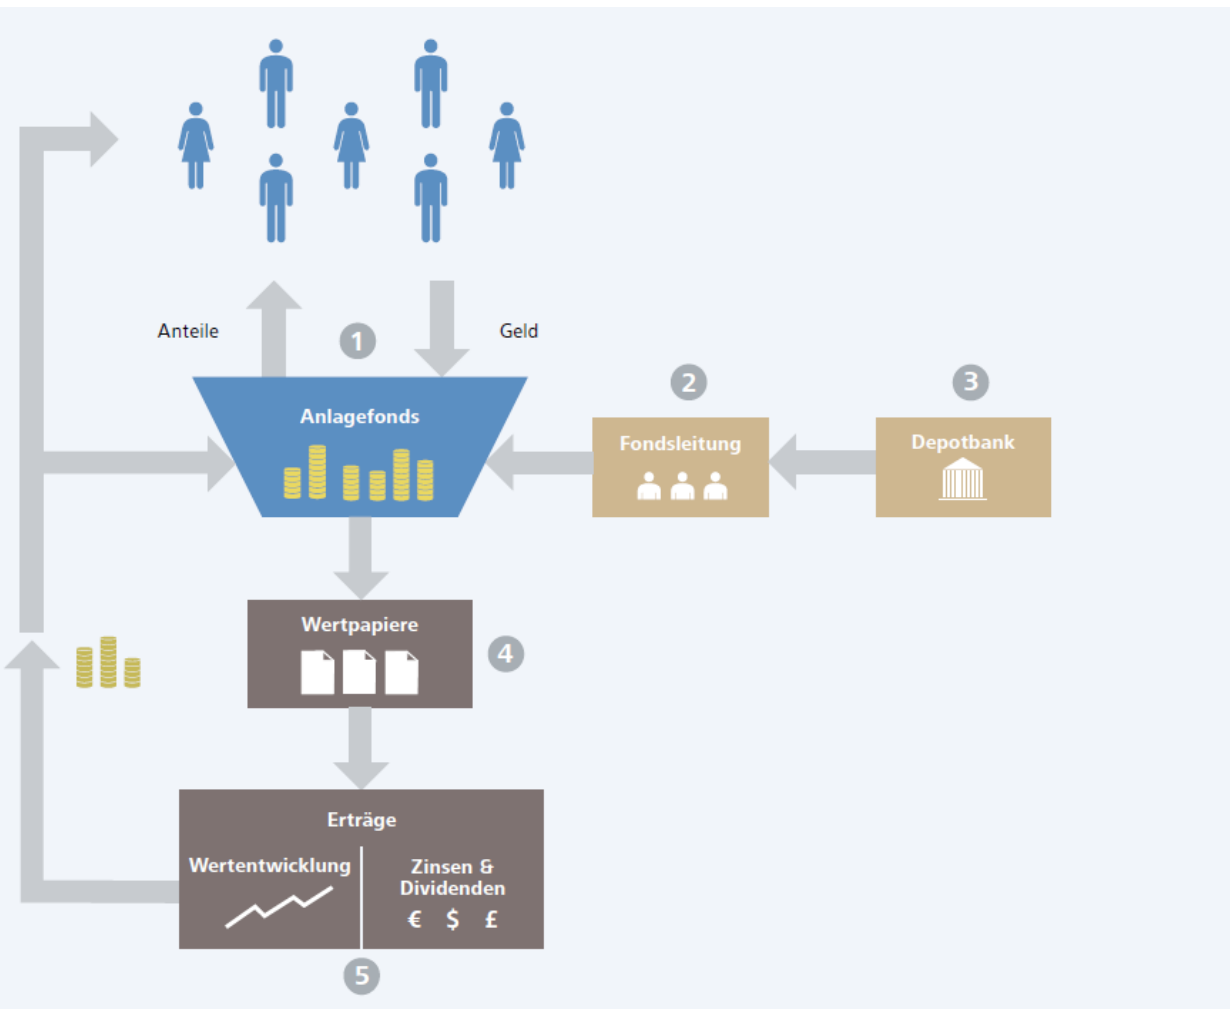 Anteile
1
Geld
Anlagefonds
2
Fondsleitung
3
Depotbank
Wertpapiere
4
Erträge
Wertentwicklung
Zinsen &
Dividenden
€ $ £
5